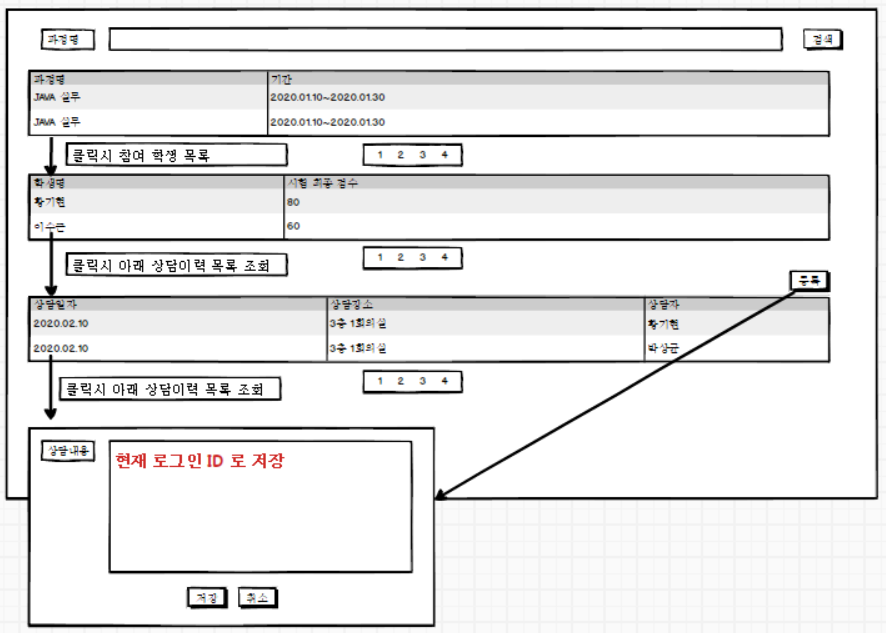 과정명 검색
과정명 기간
JAVA 실무 2020.01.10~2020.01.30
JAVA 실무 2020.01.10~2020.01.30
클릭시 참여 학생 목록 1 2 3 4
학생명 시험 최종 점수
황기현 80
이수근 60
클릭시 아래 상담이력 목록 조회 1 2 3 4
등록
상담일자 상담장소 상담자
2020.02.10 3층 1회의실 황기현
2020.02.10 3층 1회의실 박상근
클릭시 아래 상담이력 목록 조회 1 2 3 4
상담내용 현재 로그인 ID 로 저장
저장 취소